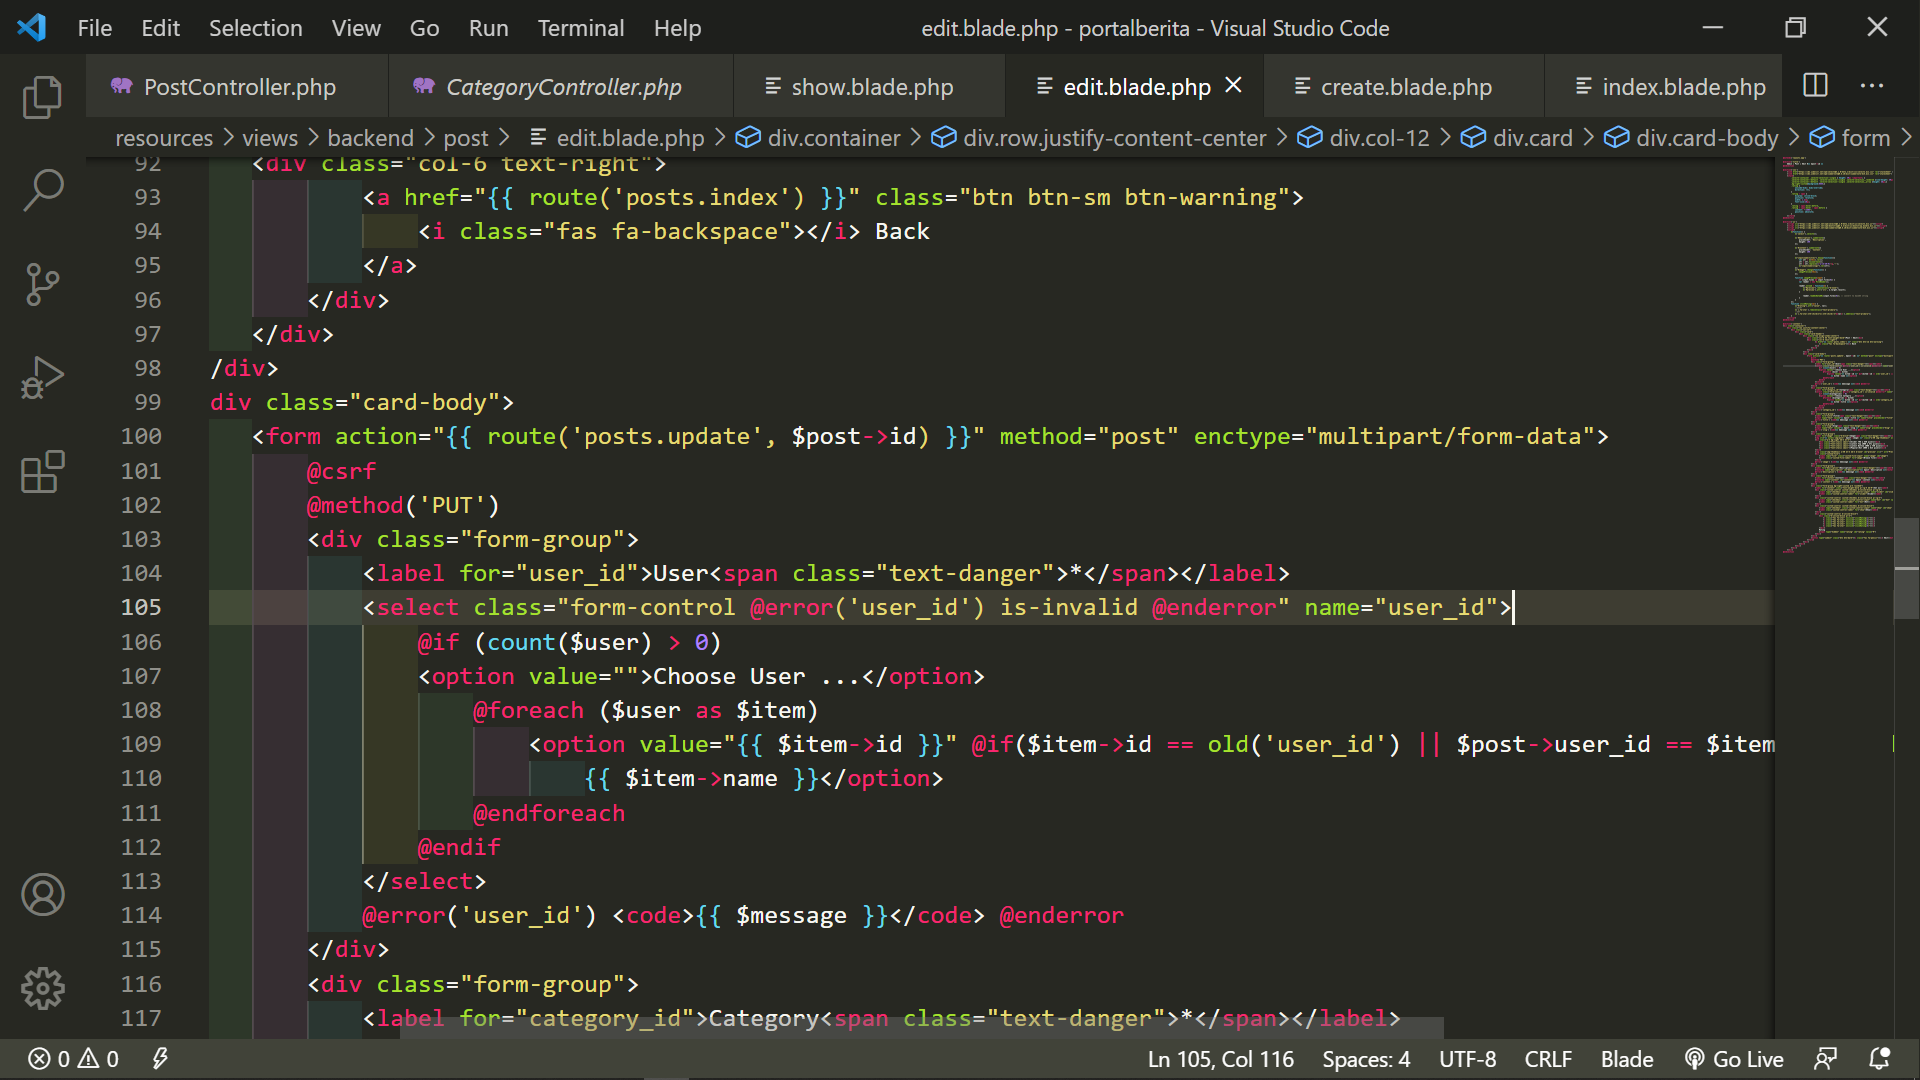 File Edit Selection View Go Run Terminal Help edit.blade.php - portalberita - Visual Studio Code
PostController.php CategoryController.php show.blade.php edit.blade.php create.blade.php index.blade.php
resources > views > backend > post > edit.blade.php > div.container > div.row.justify-content-center > div.col-12 > div.card > div.card-body > form >
92 <div class="col-6 text-right">
93 <a href="{{ route('posts.index') }}" class="btn btn-sm btn-warning">
94 <i class="fas fa-backspace"></i> Back
95 </a>
96 </div>
97 </div>
98 /div>
99 div class="card-body">
100 <form action="{{ route('posts.update', $post->id) }}" method="post" enctype="multipart/form-data">
101 @csrf
102 @method('PUT')
103 <div class="form-group">
104 <label for="user_id">User<span class="text-danger">*</span></label>
105 <select class="form-control @error('user_id') is-invalid @enderror" name="user_id">
106 @if (count($user) > 0)
107 <option value="">Choose User ...</option>
108 @foreach ($user as $item)
109 <option value="{{ $item->id }}" @if($item->id == old('user_id') || $post->user_id == $item
110 {{ $item->name }}</option>
111 @endforeach
112 @endif
113 </select>
114 @error('user_id') <code>{{ $message }}</code> @enderror
115 </div>
116 <div class="form-group">
117 <label for="category_id">Category<span class="text-danger">*</span></label>
0 0 Ln 105, Col 116 Spaces: 4 UTF-8 CRLF Blade Go Live